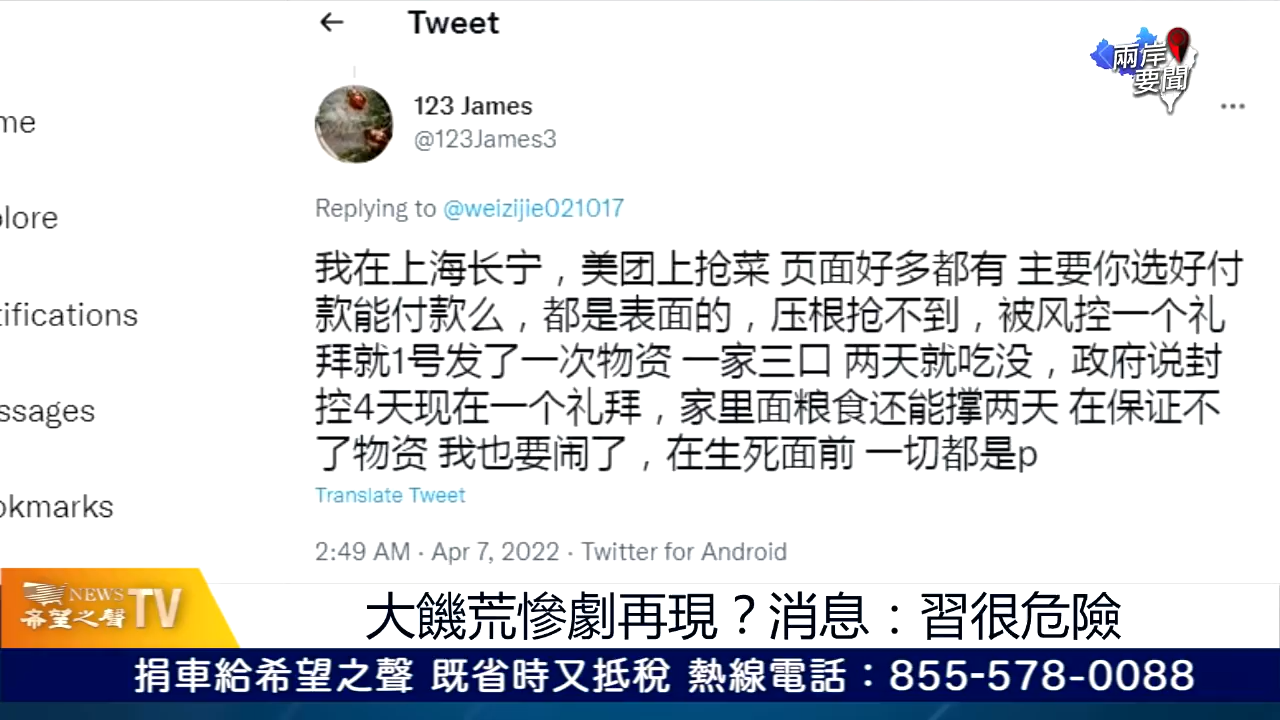 Tweet
兩岸
要聞
123 James
@123James3
me
Replying to @weizijie021017
plore
我在上海长宁，美团上抢菜 页面好多都有 主要你选好付
款能付款么，都是表面的，压根抢不到，被风控一个礼
tifications
拜就1号发了一次物资 一家三口 两天就吃没，政府说封
控4天现在一个礼拜，家里面粮食还能撑两天 在保证不
ssages
了物资 我也要闹了，在生死面前 一切都是p
Translate Tweet
okmarks
2:49 AM · Apr 7, 2022 · Twitter for Android
NEWS
希望之聲 TV
大饑荒慘劇再現？消息：習很危險
捐車給希望之聲 既省時又抵稅 熱線電話：855-578-0088